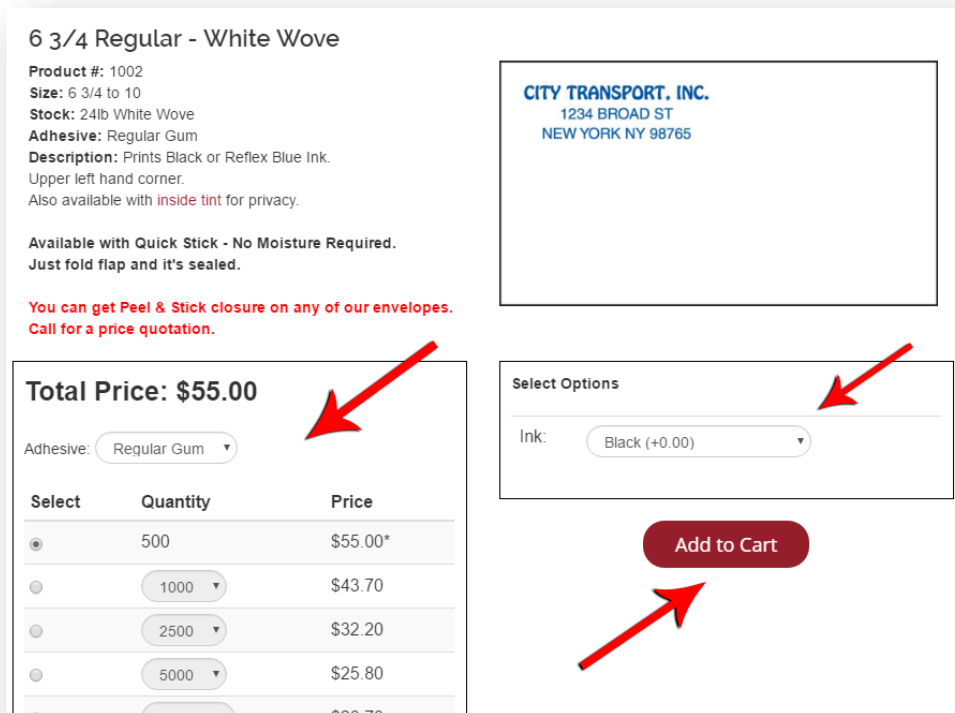 6 3/4 Regular - White Wove
Product #: 1002
Size: 6 3/4 to 10
Stock: 24lb White Wove
Adhesive: Regular Gum
Description: Prints Black or Reflex Blue Ink.
Upper left hand corner.
Also available with inside tint for privacy.
Available with Quick Stick - No Moisture Required.
Just fold flap and it's sealed.
You can get Peel & Stick closure on any of our envelopes.
Call for a price quotation.
CITY TRANSPORT, INC.
1234 BROAD ST
NEW YORK NY 98765
Total Price: $55.00
Adhesive: Regular Gum
Select Quantity Price
500 $55.00*
1000 $43.70
2500 $32.20
5000 $25.80
Select Options
Ink: Black (+0.00)
Add to Cart